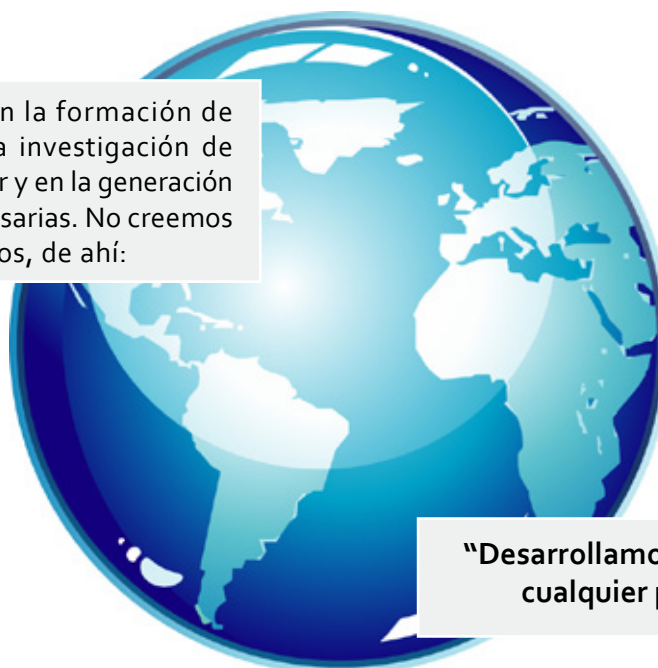 n la formación de
a investigación de
r y en la generación
sarias. No creemos
os, de ahí:
"Desarrollamo
cualquier p